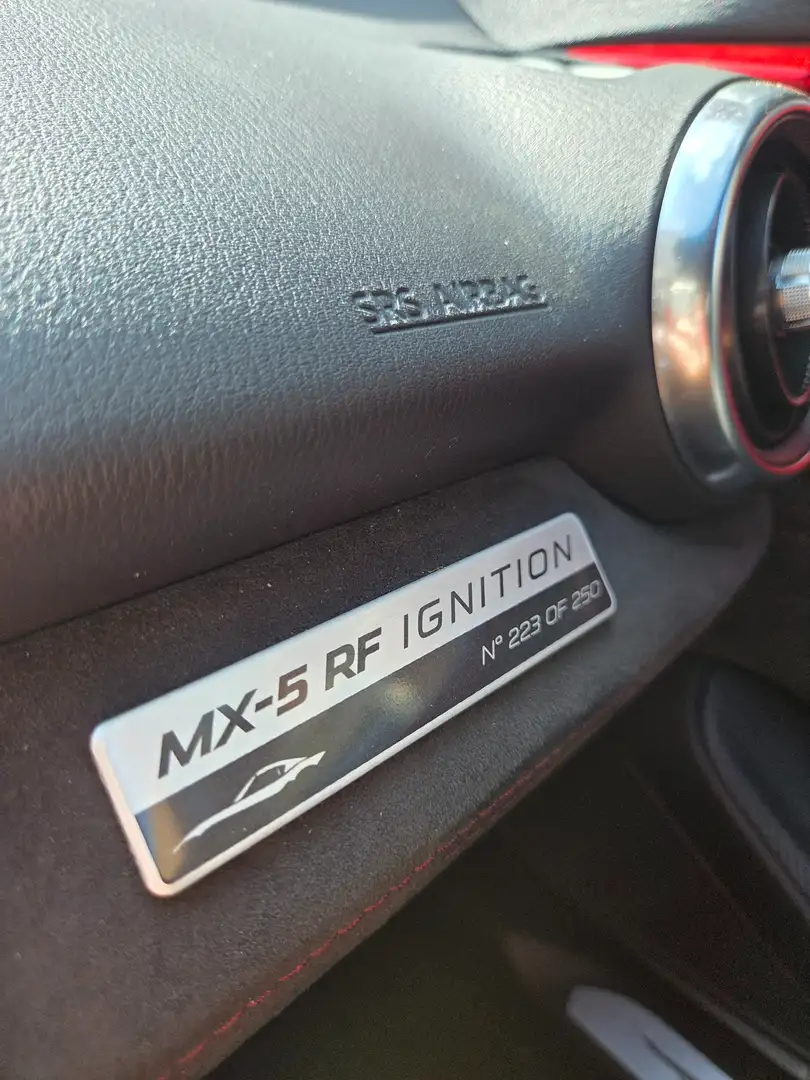 SRS AIRBAG
MX-5 RF IGNITION
N° 223 OF 250